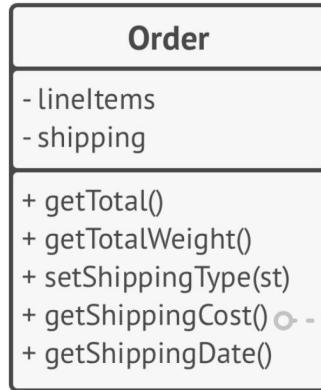 Order
- lineItems
- shipping
+ getTotal()
+ getTotalWeight()
+ setShippingType(st)
+ getShippingCost()
+ getShippingDate()